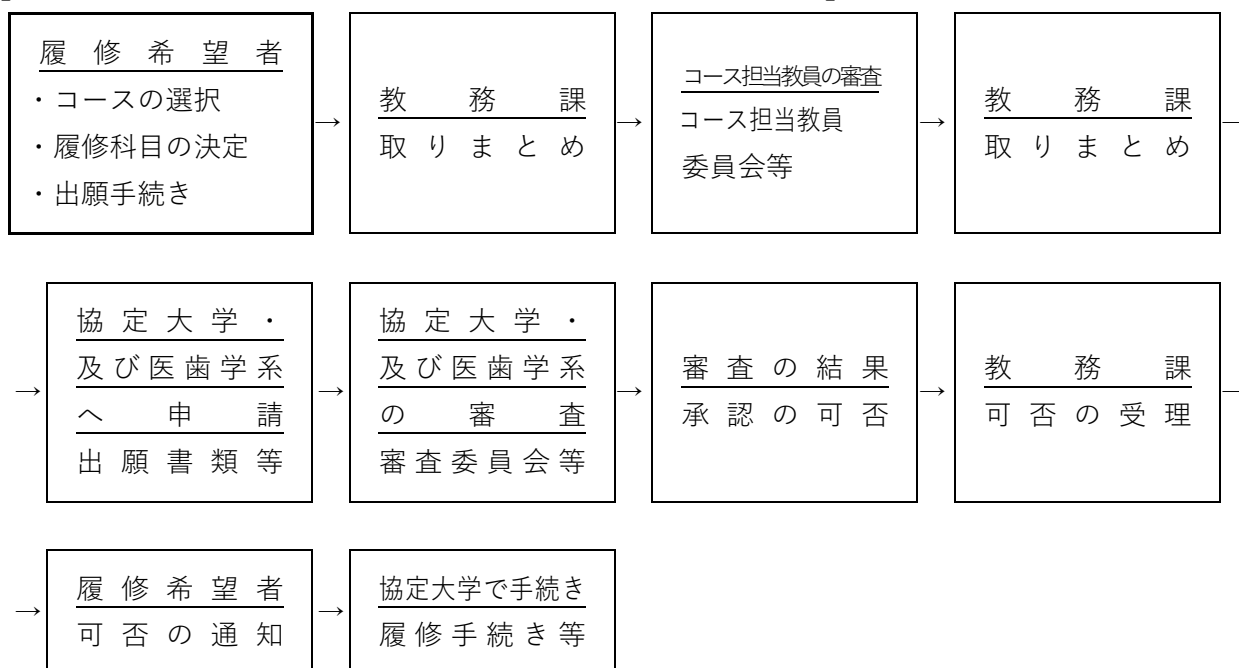 履修希望者
・コースの選択
・履修科目の決定
・出願手続き
→
教務課
取りまとめ
→
コース担当教員の審査
コース担当教員
委員会等
→
教務課
取りまとめ
→
協定大学・
及び医歯学系
へ申請
出願書類等
→
協定大学・
及び医歯学系
の審査
審査委員会等
→
審査の結果
承認の可否
→
教務課
可否の受理
→
履修希望者
可否の通知
→
協定大学で手続き
履修手続き等